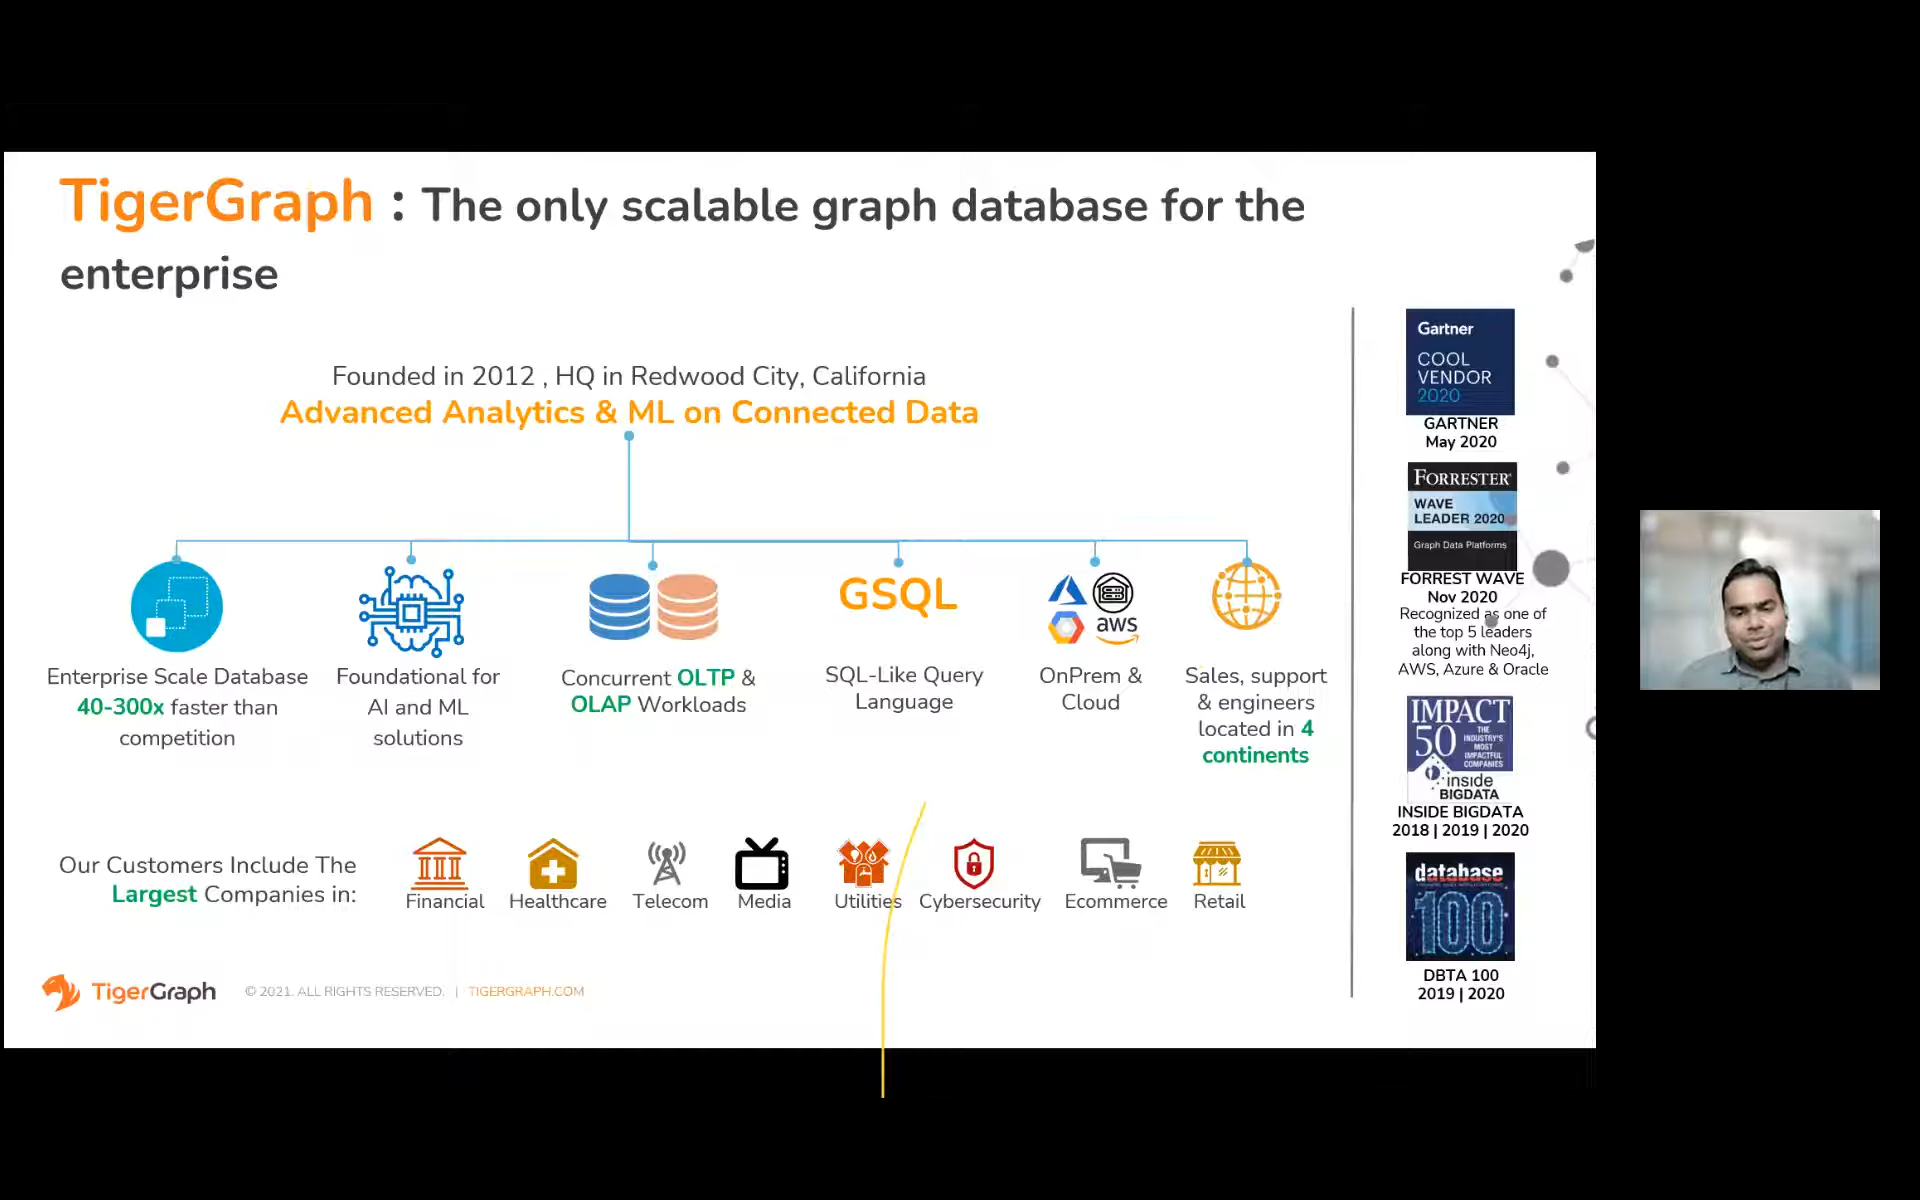 TigerGraph : The only scalable graph database for the
enterprise
Founded in 2012 , HQ in Redwood City, California
Advanced Analytics & ML on Connected Data
Enterprise Scale Database
40-300x faster than
competition
Foundational for
AI and ML
solutions
Concurrent OLTP &
OLAP Workloads
GSQL
SQL-Like Query
Language
aws
OnPrem &
Cloud
Sales, support
& engineers
located in 4
continents
Our Customers Include The
Largest Companies in:
Financial
Healthcare
Telecom
Media
Utilities
Cybersecurity
Ecommerce
Retail
TigerGraph
© 2021. ALL RIGHTS RESERVED. | TIGERGRAPH.COM
Gartner
COOL
VENDOR
2020
GARTNER
May 2020
FORRESTER
WAVE
LEADER 2020
Graph Data Platforms
FORREST WAVE
Nov 2020
Recognized as one of
the top 5 leaders
along with Neo4j,
AWS, Azure & Oracle
IMPACT
50 THE
INDUSTRY'S
MOST
IMPACTFUL
COMPANIES
inside
BIGDATA
INSIDE BIGDATA
2018 | 2019 | 2020
database
100
DBTA 100
2019 | 2020